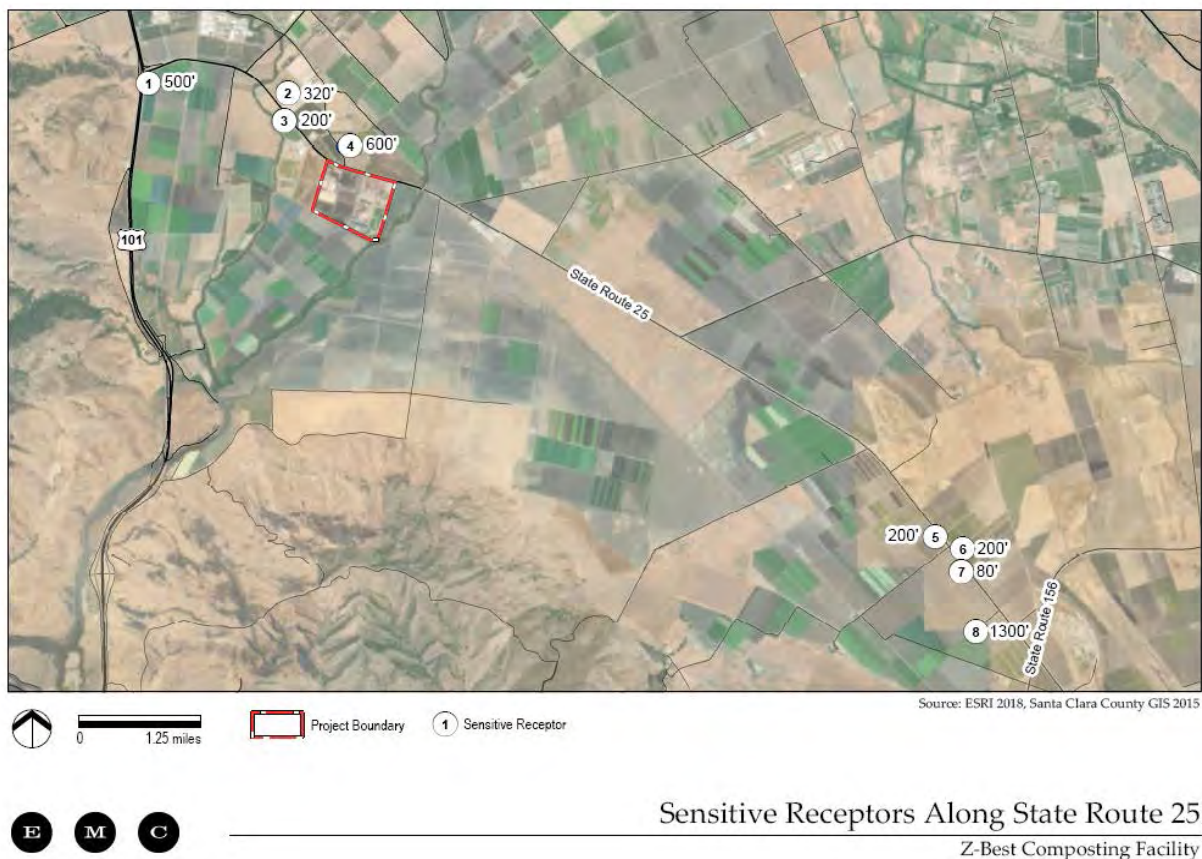 1 500'
2 320'
3 200'
4 600'
101
State Route 25
200' 5
6 200'
7 80'
8 1300'
State Route 156
Source: ESRI 2018, Santa Clara County GIS 2015
0 1.25 miles
Project Boundary
1 Sensitive Receptor
E M C
Sensitive Receptors Along State Route 25
Z-Best Composting Facility